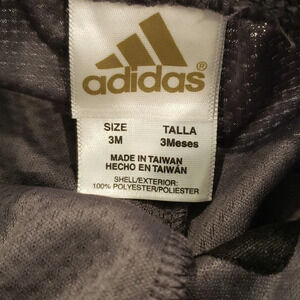 adidas®
SIZE TALLA
3M 3Meses
MADE IN TAIWAN
HECHO EN TAIWÁN
SHELL/EXTERIOR:
100% POLYESTER/POLIESTER